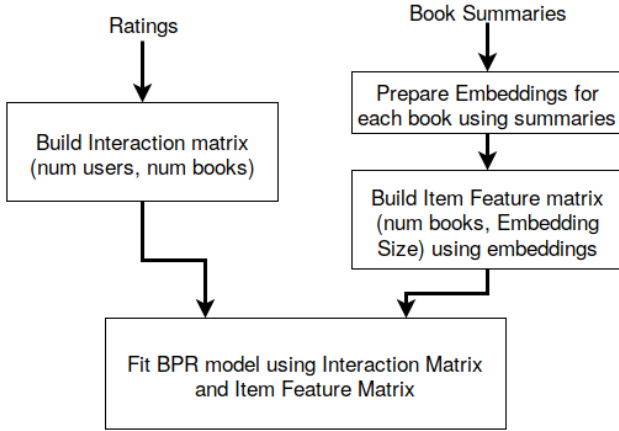 Ratings
Build Interaction matrix
(num users, num books)
Book Summaries
Prepare Embeddings for
each book using summaries
Build Item Feature matrix
(num books, Embedding
Size) using embeddings
Fit BPR model using Interaction Matrix
and Item Feature Matrix